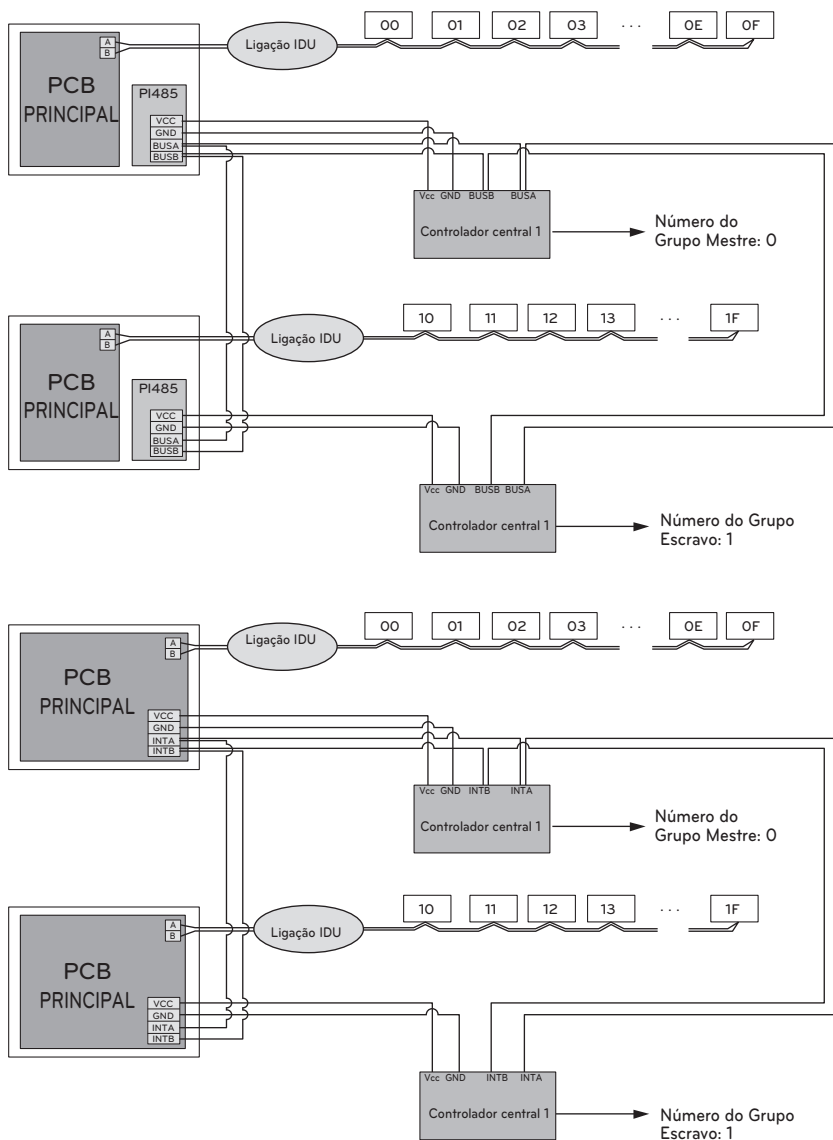 A
B
PCB
PRINCIPAL
PI485
VCC
GND
BUSA
BUSB
Ligação IDU
00 01 02 03 ... 0E 0F
Vcc GND BUSB BUSA
Controlador central 1
Número do
Grupo Mestre: 0
A
B
PCB
PRINCIPAL
PI485
VCC
GND
BUSA
BUSB
Ligação IDU
10 11 12 13 ... 1F
Vcc GND BUSB BUSA
Controlador central 1
Número do Grupo
Escravo: 1
A
B
PCB
PRINCIPAL
VCC
GND
INTA
INTB
Ligação IDU
00 01 02 03 ... 0E 0F
Vcc GND INTB INTA
Controlador central 1
Número do
Grupo Mestre: 0
A
B
PCB
PRINCIPAL
VCC
GND
INTA
INTB
Ligação IDU
10 11 12 13 ... 1F
Vcc GND INTB INTA
Controlador central 1
Número do Grupo
Escravo: 1